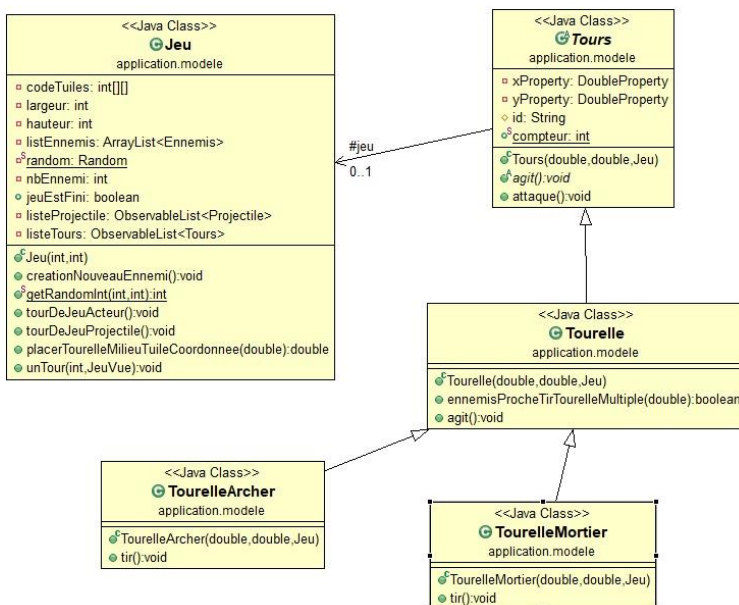 <<Java Class>>
Jeu
application.modele
codeTuiles: int[][]
largeur: int
hauteur: int
listEnnemis: ArrayList<Ennemis>
S random: Random
nbEnnemi: int
jeuEstFini: boolean
listeProjectile: ObservableList<Projectile>
listeTours: ObservableList<Tours>
C Jeu(int,int)
creationNouveauEnnemi():void
S getRandomInt(int,int):int
tourDeJeuActeur():void
tourDeJeuProjectile():void
placerTourelleMilieuTuileCoordonnee(double):double
unTour(int,JeuVue):void
#jeu
0..1
<<Java Class>>
Tours
application.modele
xProperty: DoubleProperty
yProperty: DoubleProperty
id: String
S compteur: int
C Tours(double,double,Jeu)
A agit():void
attaque():void
<<Java Class>>
Tourelle
application.modele
C Tourelle(double,double,Jeu)
ennemisProcheTirTourelleMultiple(double):boolean
agit():void
<<Java Class>>
TourelleArcher
application.modele
C TourelleArcher(double,double,Jeu)
tir():void
<<Java Class>>
TourelleMortier
application.modele
C TourelleMortier(double,double,Jeu)
tir():void